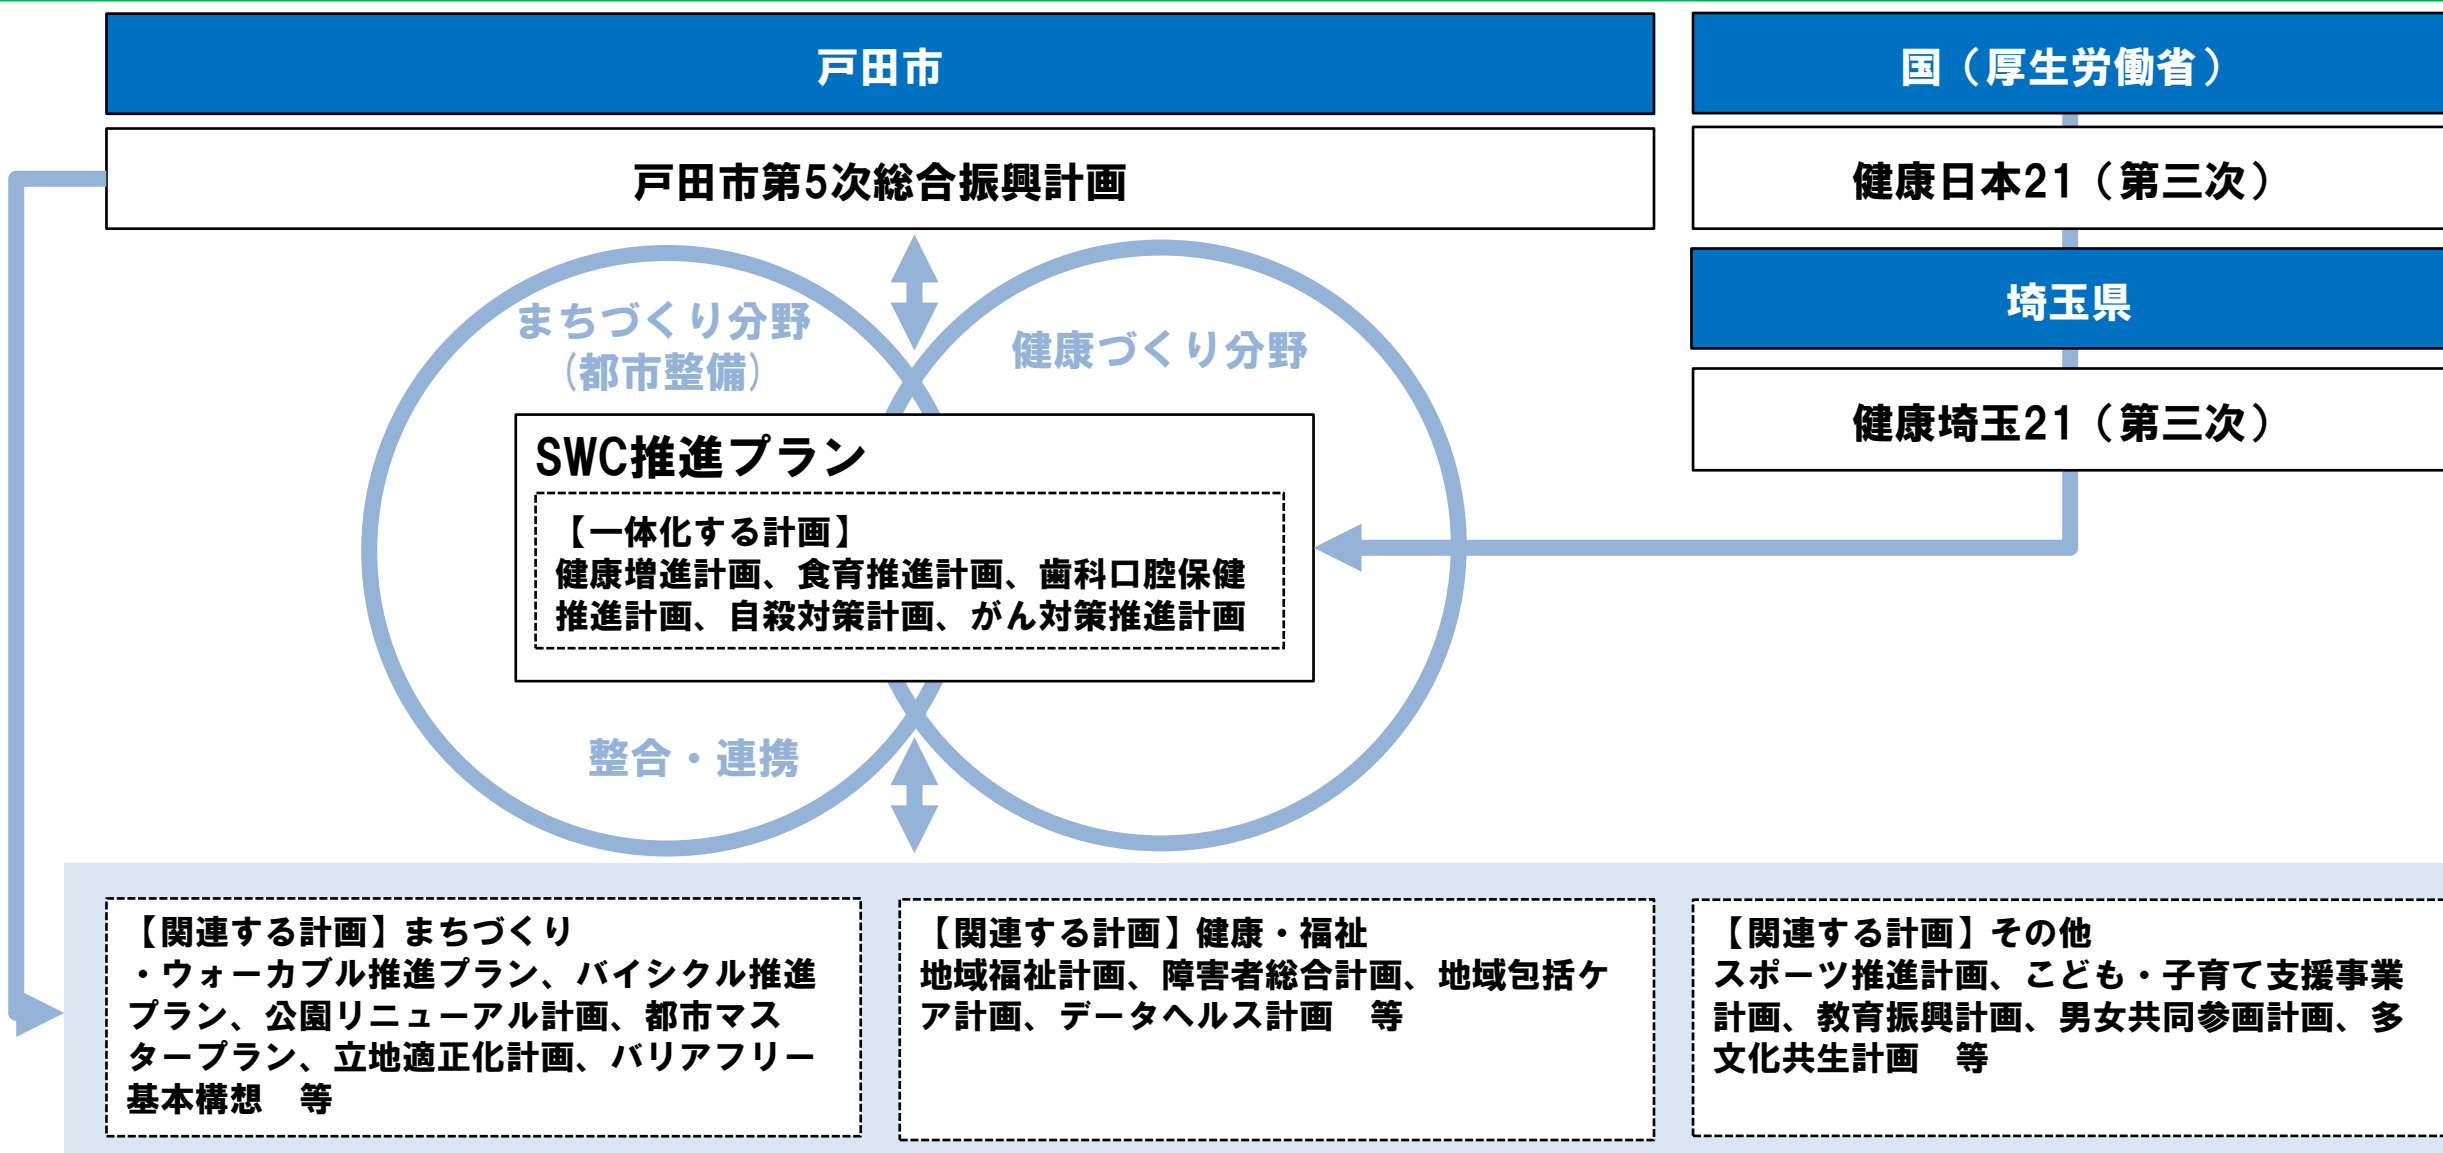 戸田市
戸田市第5次総合振興計画
国（厚生労働省）
健康日本21（第三次）
埼玉県
健康埼玉21（第三次）
まちづくり分野
(都市整備)
健康づくり分野
SWC推進プラン
【一体化する計画】
健康増進計画、食育推進計画、歯科口腔保健
推進計画、自殺対策計画、がん対策推進計画
整合・連携
【関連する計画】まちづくり
・ウォーカブル推進プラン、バイシクル推進
プラン、公園リニューアル計画、都市マス
タープラン、立地適正化計画、バリアフリー
基本構想　等
【関連する計画】健康・福祉
地域福祉計画、障害者総合計画、地域包括ケ
ア計画、データヘルス計画　等
【関連する計画】その他
スポーツ推進計画、こども・子育て支援事業
計画、教育振興計画、男女共同参画計画、多
文化共生計画　等